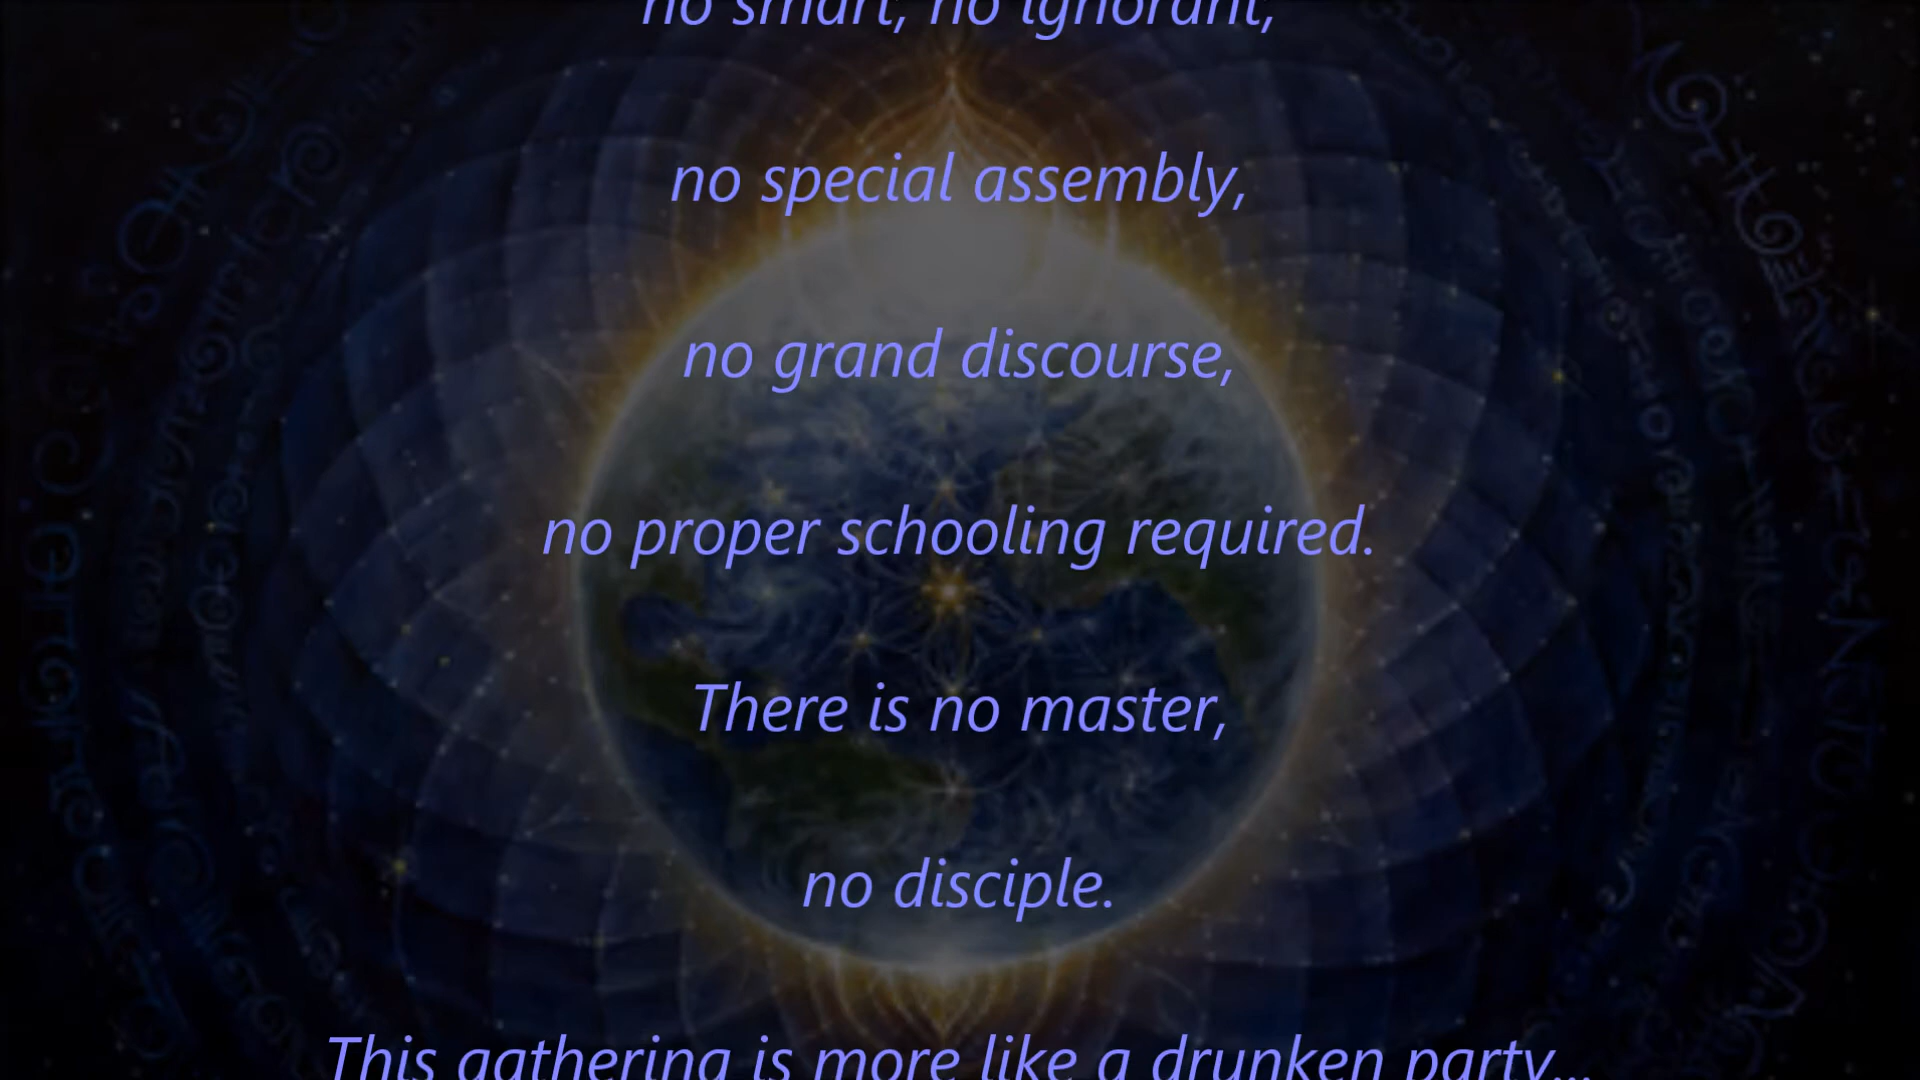 no smart, no ignorant,
no special assembly,
no grand discourse,
no proper schooling required.
There is no master,
no disciple.
This gathering is more like a drunken party...